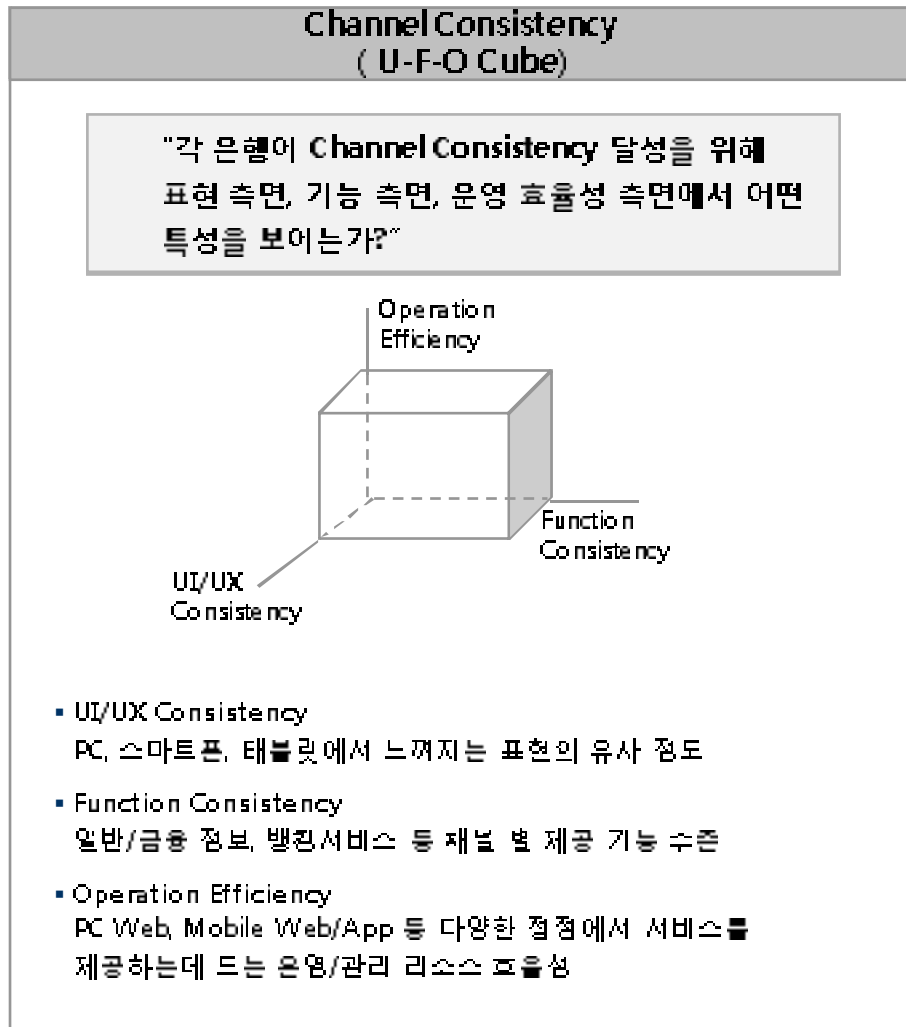 Channel Consistency
( U-F-O Cube)
"각 은행이 Channel Consistency 달성을 위해
표현 측면, 기능 측면, 운영 효율성 측면에서 어떤
특성을 보이는가?"
Operation
Efficiency
Function
Consistency
UI/UX
Consistency
▪ UI/UX Consistency
PC, 스마트폰, 태블릿에서 느껴지는 표현의 유사 정도
▪ Function Consistency
일반/금융 정보, 뱅킹서비스 등 채널 별 제공 기능 수준
▪ Operation Efficiency
PC Web, Mobile Web/App 등 다양한 접점에서 서비스를
제공하는데 드는 운영/관리 리소스 효율성